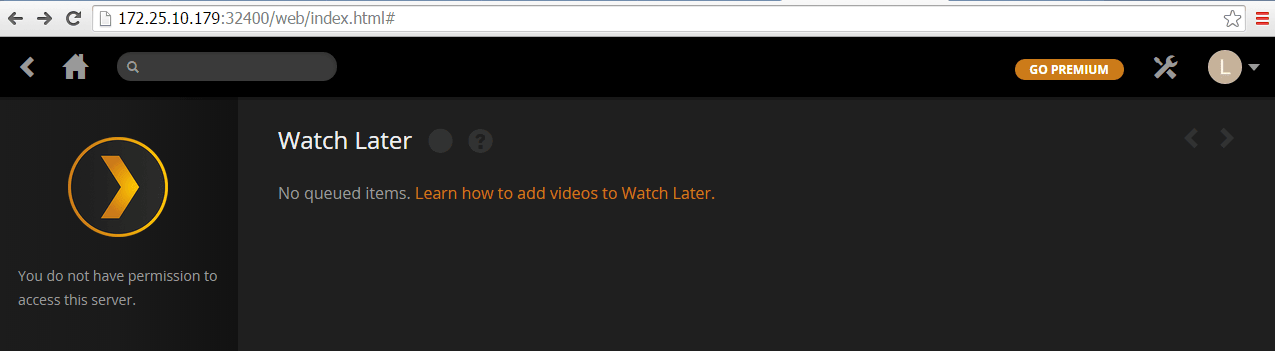 172.25.10.179:32400/web/index.html#
GO PREMIUM
L
Watch Later ?
No queued items. Learn how to add videos to Watch Later.
You do not have permission to
access this server.